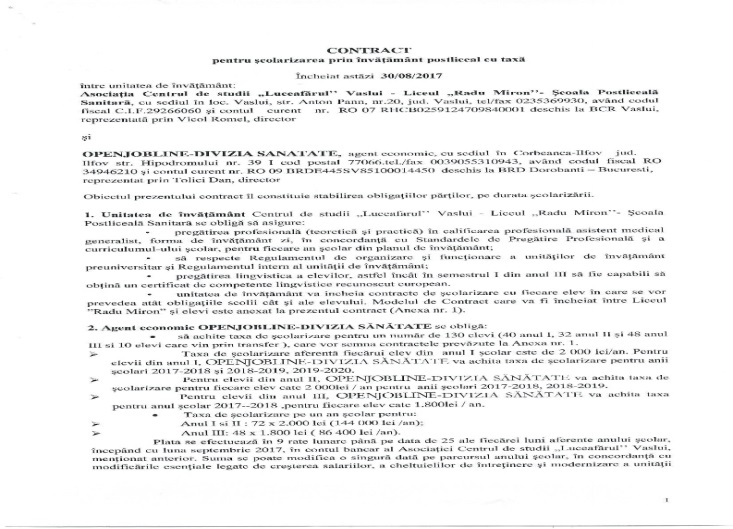 CONTRACT
pentru şcolarizarea prin învăţământ postliceal cu taxă
Încheiat astăzi 30/08/2017
între unitatea de învăţământ:
Asociaţia Centrul de studii „Luceafărul’’ Vaslui - Liceul „Radu Miron’’- Şcoala Postliceală
Sanitară, cu sediul în loc. Vaslui, str. Anton Pann, nr.20, jud. Vaslui, tel/fax 0235369930, având codul
fiscal C.I.F.29266060 şi contul curent nr. RO 07 RHCB0259124709840001 deschis la BCR Vaslui,
reprezentată prin Vicol Romel, director
şi
OPENJOBLINE-DIVIZIA SANATATE, agent economic, cu sediul în Corbeanca-Ilfov jud.
Ilfov str. Hipodromului nr. 39 I cod postal 77066.tel./fax 0039055310943, având codul fiscal RO
34946210 şi contul curent nr. RO 09 BRDE445SV85100014450 deschis la BRD Dorobanti – Bucuresti,
reprezentat prin Tolici Dan, director
Obiectul prezentului contract îl constituie stabilirea obligaţiilor părţilor, pe durata şcolarizării.
1. Unitatea de învăţământ Centrul de studii „Luceafarul’’ Vaslui - Liceul „Radu Miron’’- Şcoala
Postliceală Sanitară se obligă să asigure:
• pregătirea profesională (teoretică şi practică) în calificarea profesională asistent medical
generalist, forma de învăţământ zi, în concordanţă cu Standardele de Pregătire Profesională şi a
curriculumul-ului şcolar, pentru fiecare an şcolar din planul de învăţământ;
• să respecte Regulamentul de organizare şi funcţionare a unităţilor de învăţământ
preuniversitar şi Regulamentul intern al unităţii de învăţământ;
• pregătirea lingvistica a elevilor, astfel încât în semestrul I din anul III să fie capabili să
obţină un certificat de competente lingvistice recunoscut european.
• unitatea de învăţământ va încheia contracte de şcolarizare cu fiecare elev în care se vor
prevedea atât obligaţiile şcolii cât şi ale elevului. Modelul de Contract care va fi încheiat între Liceul
”Radu Miron” şi elevi este anexat la prezentul contract (Anexa nr. 1).
2. Agent economic OPENJOBLINE-DIVIZIA SĂNĂTATE se obligă:
• să achite taxa de şcolarizare pentru un număr de 130 elevi (40 anul I, 32 anul II şi 48 anul
III si 10 elevi care vin prin transfer ), care vor semna contractele prevăzute la Anexa nr. 1.
➢ Taxa de şcolarizare aferentă fiecărui elev din anul I şcolar este de 2 000 lei/an. Pentru
elevii din anul I, OPENJOBLINE-DIVIZIA SĂNĂTATE va achita taxa de şcolarizare pentru anii
şcolari 2017-2018 şi 2018-2019, 2019-2020.
➢ Pentru elevii din anul II, OPENJOBLINE-DIVIZIA SĂNĂTATE va achita taxa de
şcolarizare pentru fiecare elev cate 2 000lei / an pentru anii şcolari 2017-2018, 2018-2019.
➢ Pentru elevii din anul III, OPENJOBLINE-DIVIZIA SĂNĂTATE va achita taxa
pentru anul şcolar 2017--2018 ,pentru fiecare elev cate 1.800lei / an.
• Taxa de şcolarizare pe un an şcolar pentru:
➢ Anul I si II : 72 x 2.000 lei (144 000 lei /an);
➢ Anul III: 48 x 1.800 lei ( 86 400 lei /an).
Plata se efectuează în 9 rate lunare până pe data de 25 ale fiecărei luni aferente anului şcolar,
începând cu luna septembrie 2017, în contul bancar al Asociaţiei Centrul de studii „Luceafărul’’ Vaslui,
menţionat anterior. Suma se poate modifica o singură dată pe parcursul anului şcolar, în concordanţă cu
modificările esenţiale legate de creşterea salariilor, a cheltuielilor de întreţinere şi modernizare a unităţii
1